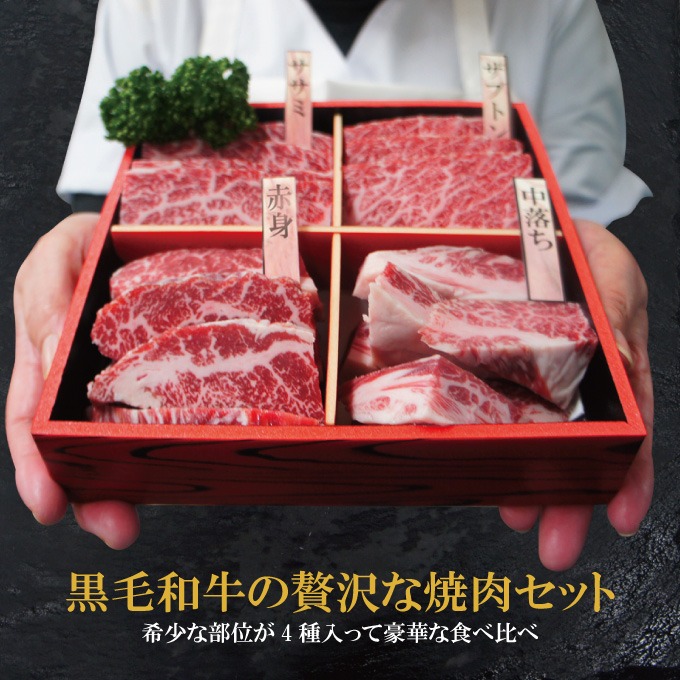 ササミ
ザブトン
赤身
中落ち
黒毛和牛の贅沢な焼肉セット
希少な部位が4種入って豪華な食べ比べ